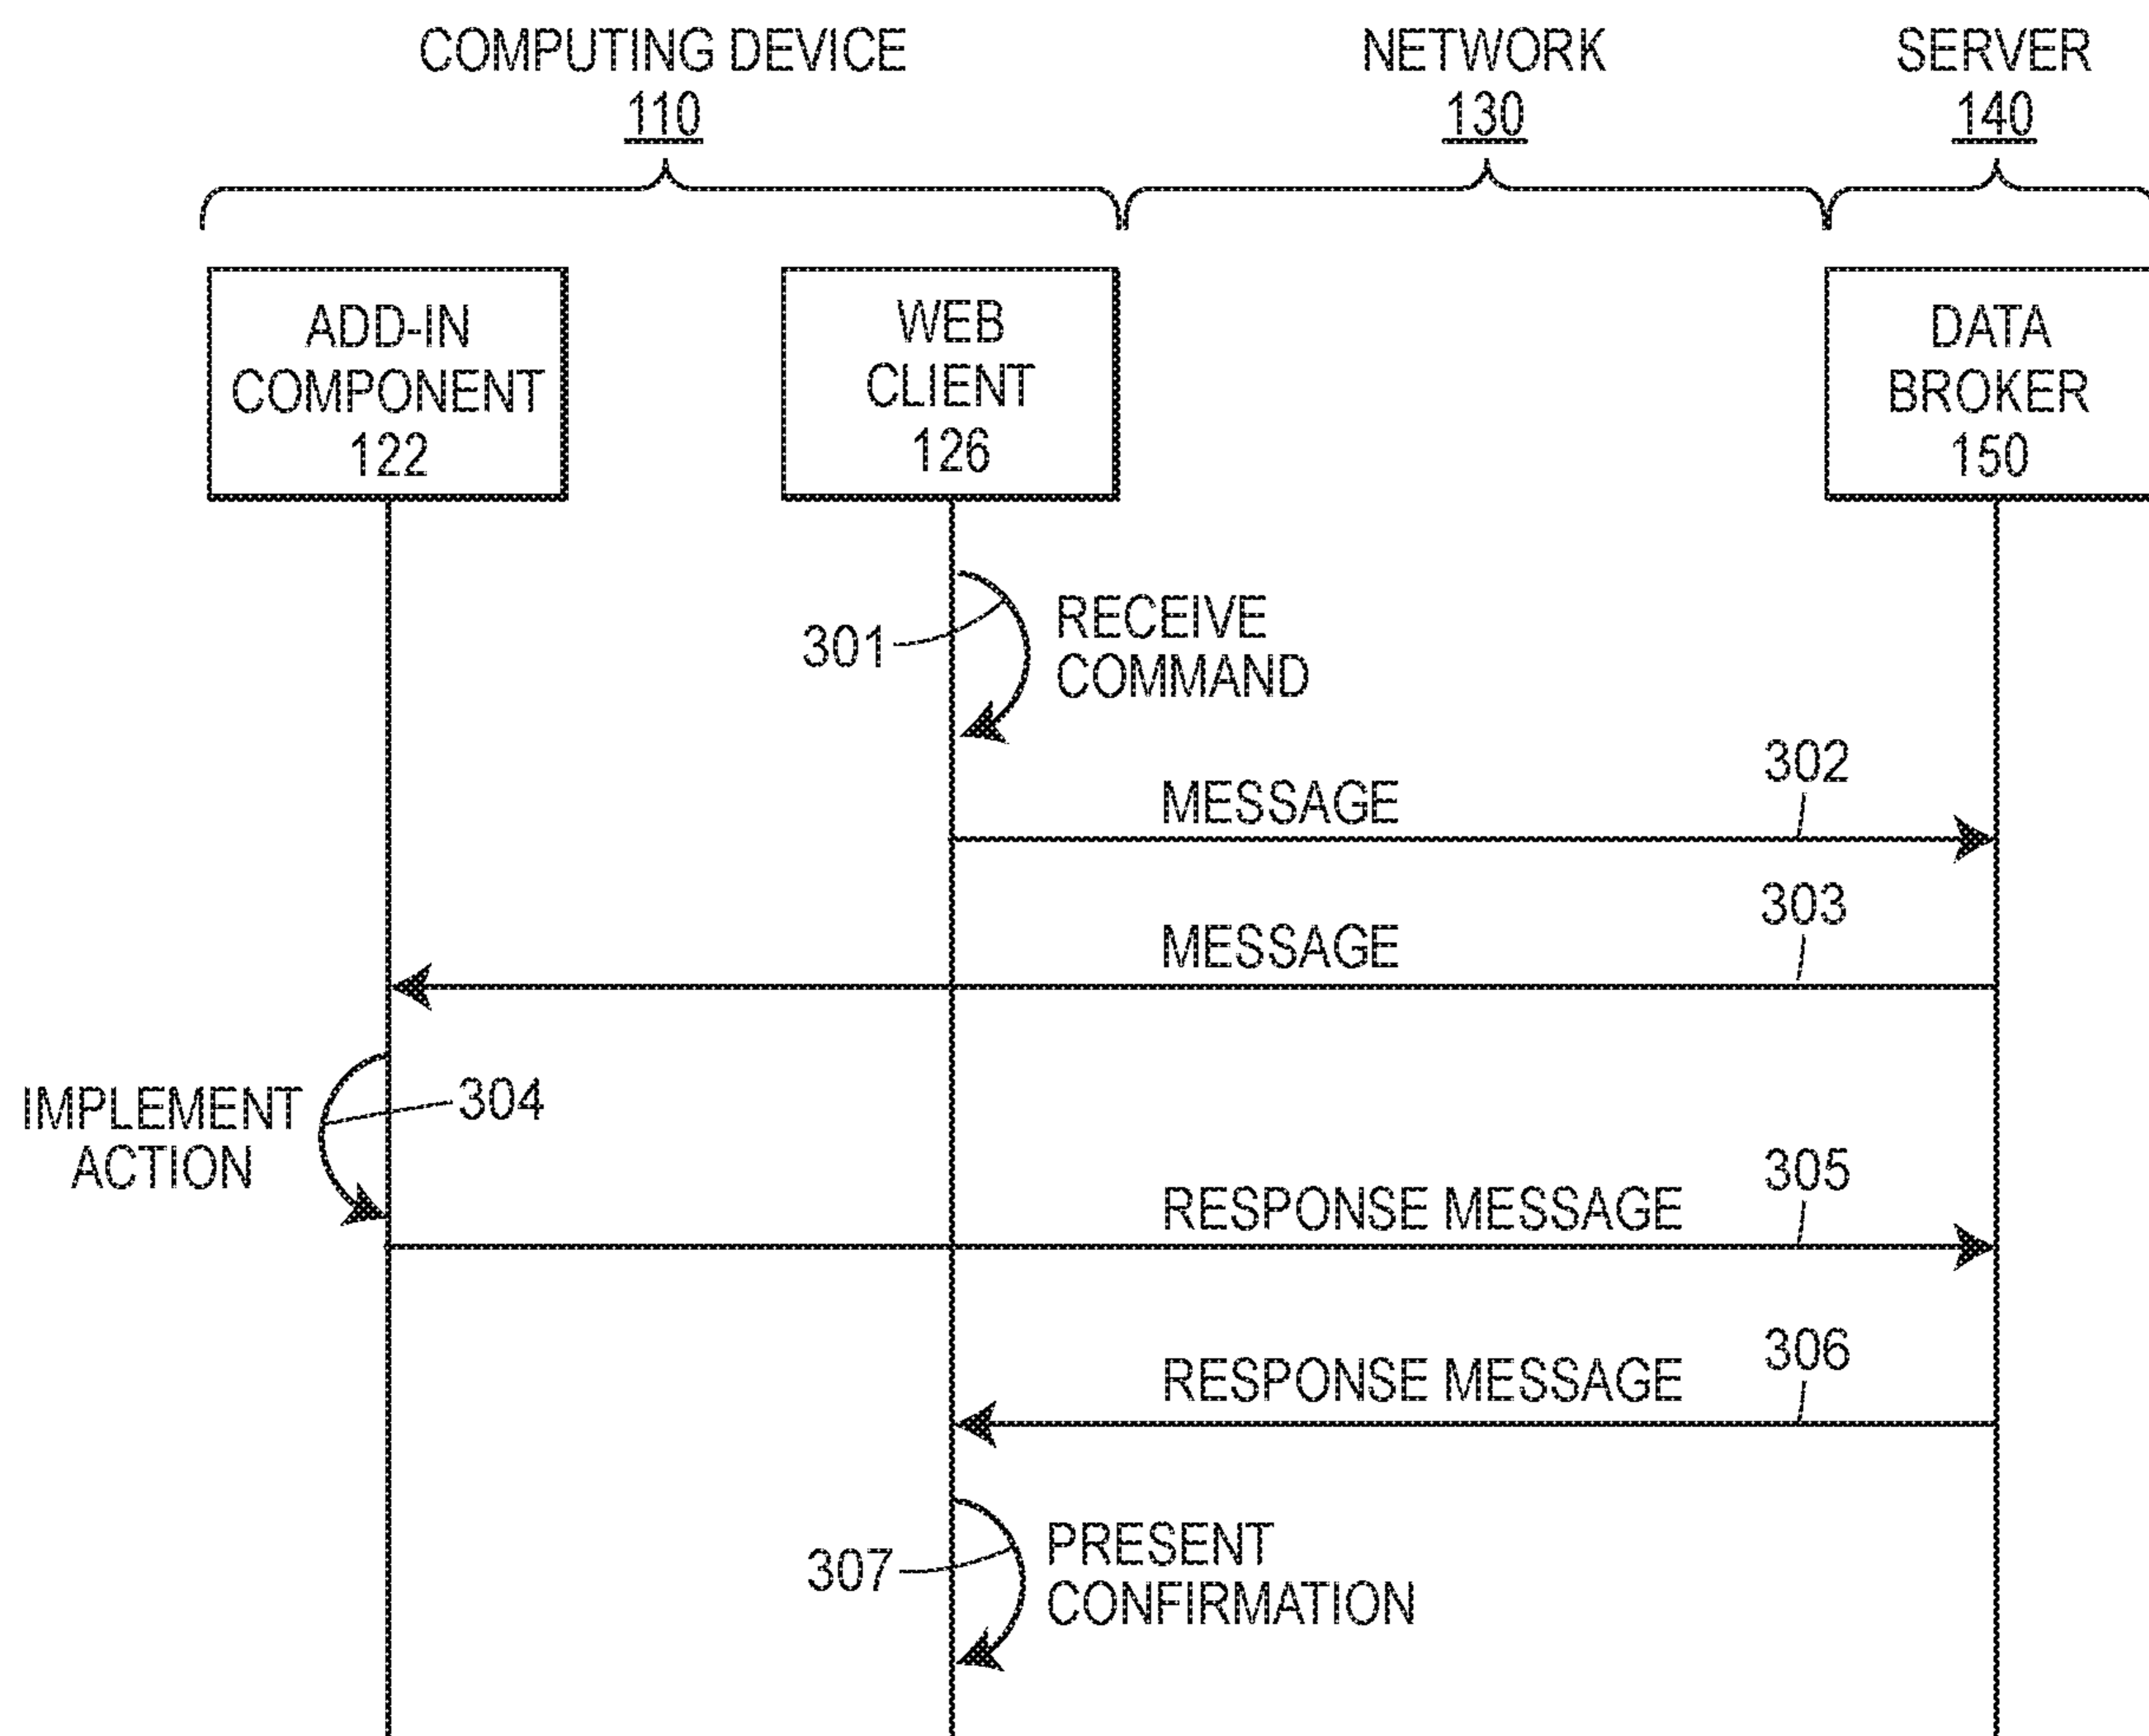 COMPUTING DEVICE
110
NETWORK
130
SERVER
140
ADD-IN
COMPONENT
122
WEB
CLIENT
126
DATA
BROKER
150
301
RECEIVE
COMMAND
302
MESSAGE
303
MESSAGE
IMPLEMENT
ACTION
304
305
RESPONSE MESSAGE
306
RESPONSE MESSAGE
307
PRESENT
CONFIRMATION